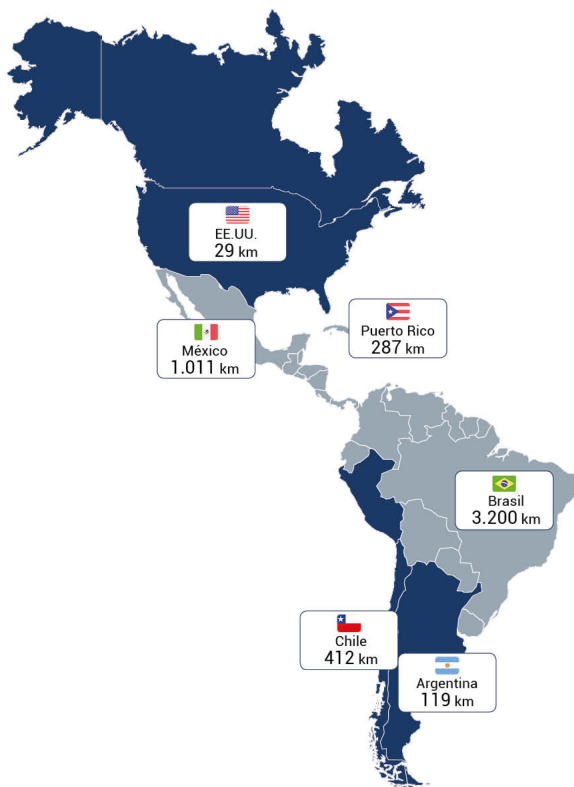 EE.UU.
29 km
Puerto Rico
287 km
México
1.011 km
Brasil
3.200 km
Chile
412 km
Argentina
119 km